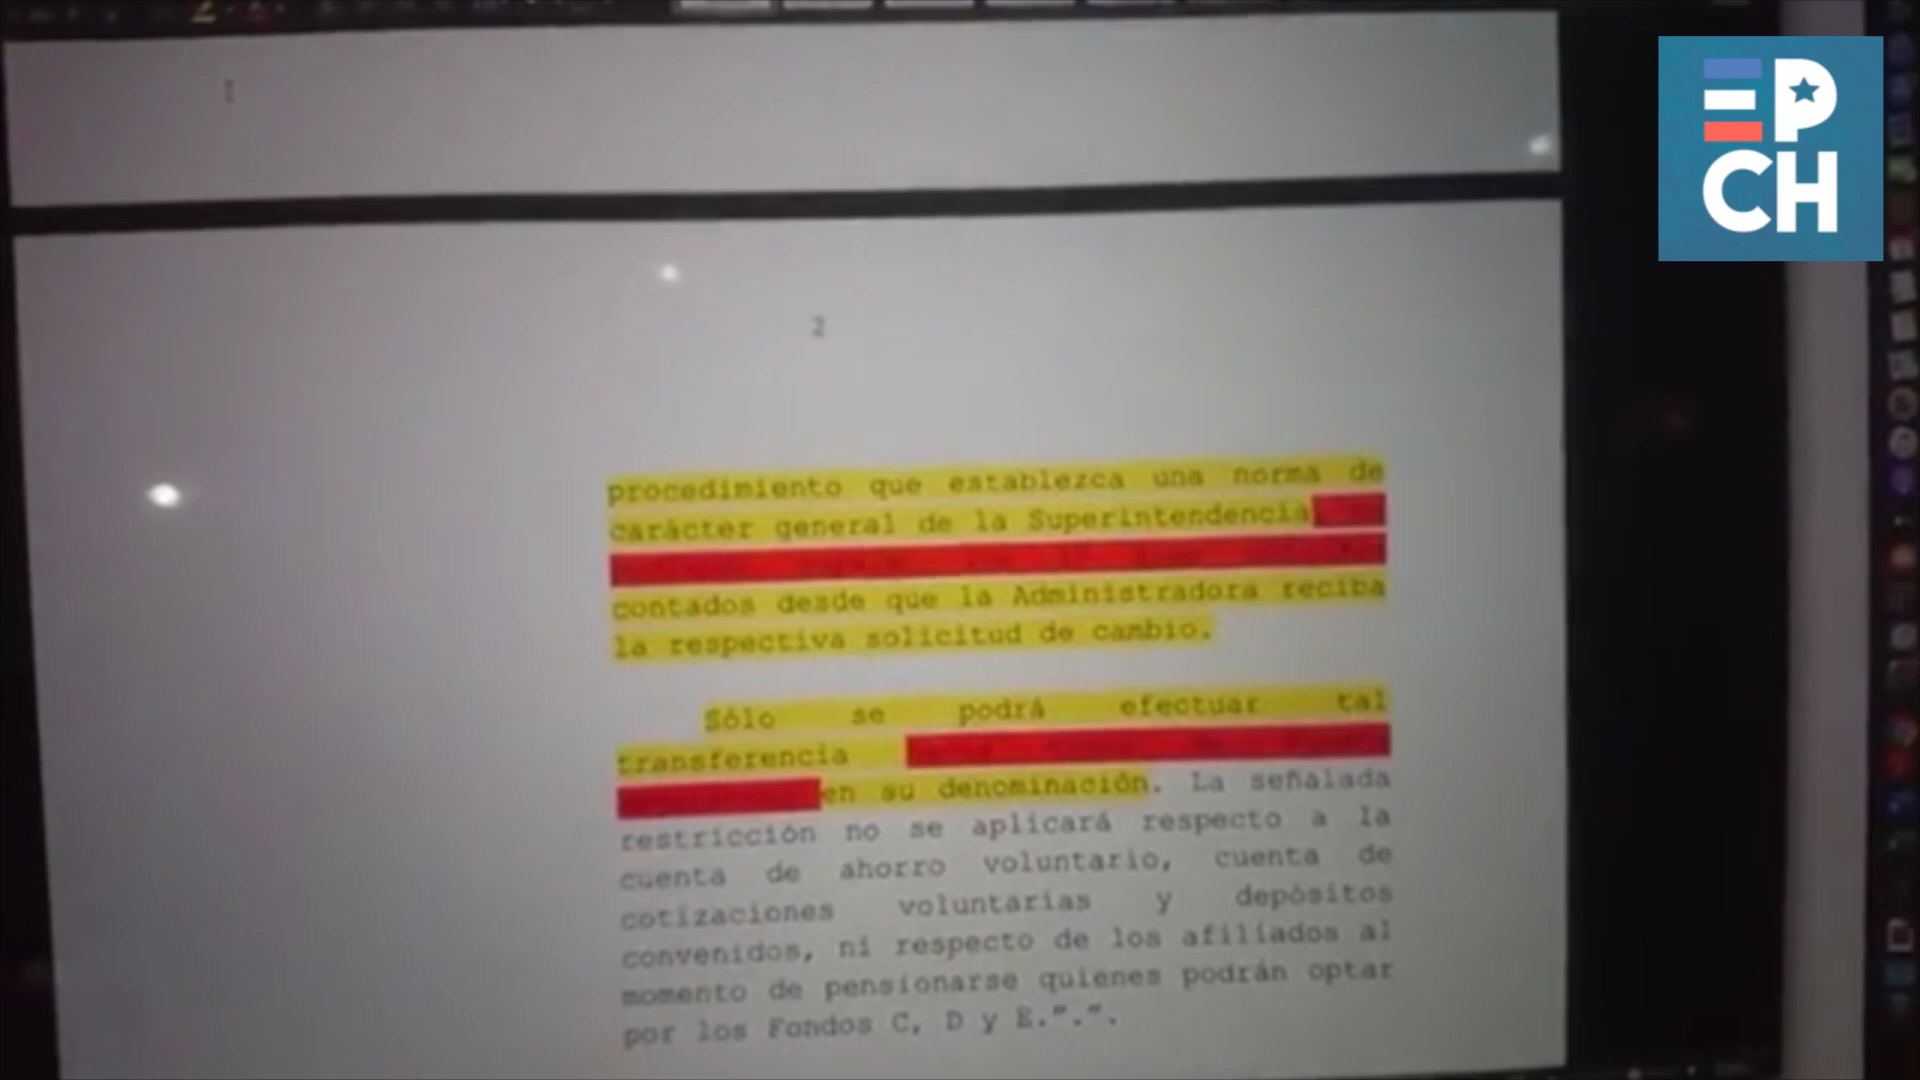 EP
CH
2
procedimiento que establezca una norma de
carácter general de la Superintendencia
contados desde que la Administradora reciba
la respectiva solicitud de cambio.
Sólo se podrá efectuar tal
transferencia
en su denominación. La señalada
restricción no se aplicará respecto a la
cuenta de ahorro voluntario, cuenta de
cotizaciones voluntarias y depósitos
convenidos, ni respecto de los afiliados al
momento de pensionarse quienes podrán optar
por los Fondos C, D y E.”.”.